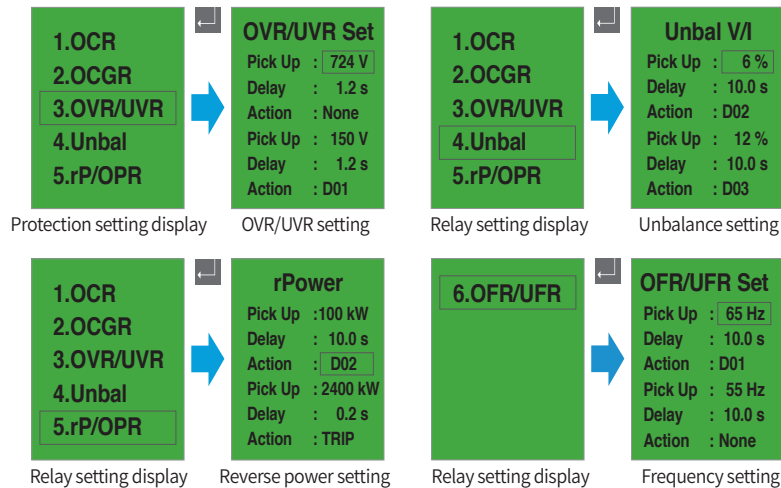 1.OCR
2.OCGR
3.OVR/UVR
4.Unbal
5.rP/OPR
Protection setting display
OVR/UVR Set
Pick Up : 724 V
Delay : 1.2 s
Action : None
Pick Up : 150 V
Delay : 1.2 s
Action : D01
OVR/UVR setting
1.OCR
2.OCGR
3.OVR/UVR
4.Unbal
5.rP/OPR
Relay setting display
Unbal V/I
Pick Up : 6 %
Delay : 10.0 s
Action : D02
Pick Up : 12 %
Delay : 10.0 s
Action : D03
Unbalance setting
1.OCR
2.OCGR
3.OVR/UVR
4.Unbal
5.rP/OPR
Relay setting display
rPower
Pick Up :100 kW
Delay : 10.0 s
Action : D02
Pick Up : 2400 kW
Delay : 0.2 s
Action : TRIP
Reverse power setting
6.OFR/UFR
Relay setting display
OFR/UFR Set
Pick Up : 65 Hz
Delay : 10.0 s
Action : D01
Pick Up : 55 Hz
Delay : 10.0 s
Action : None
Frequency setting